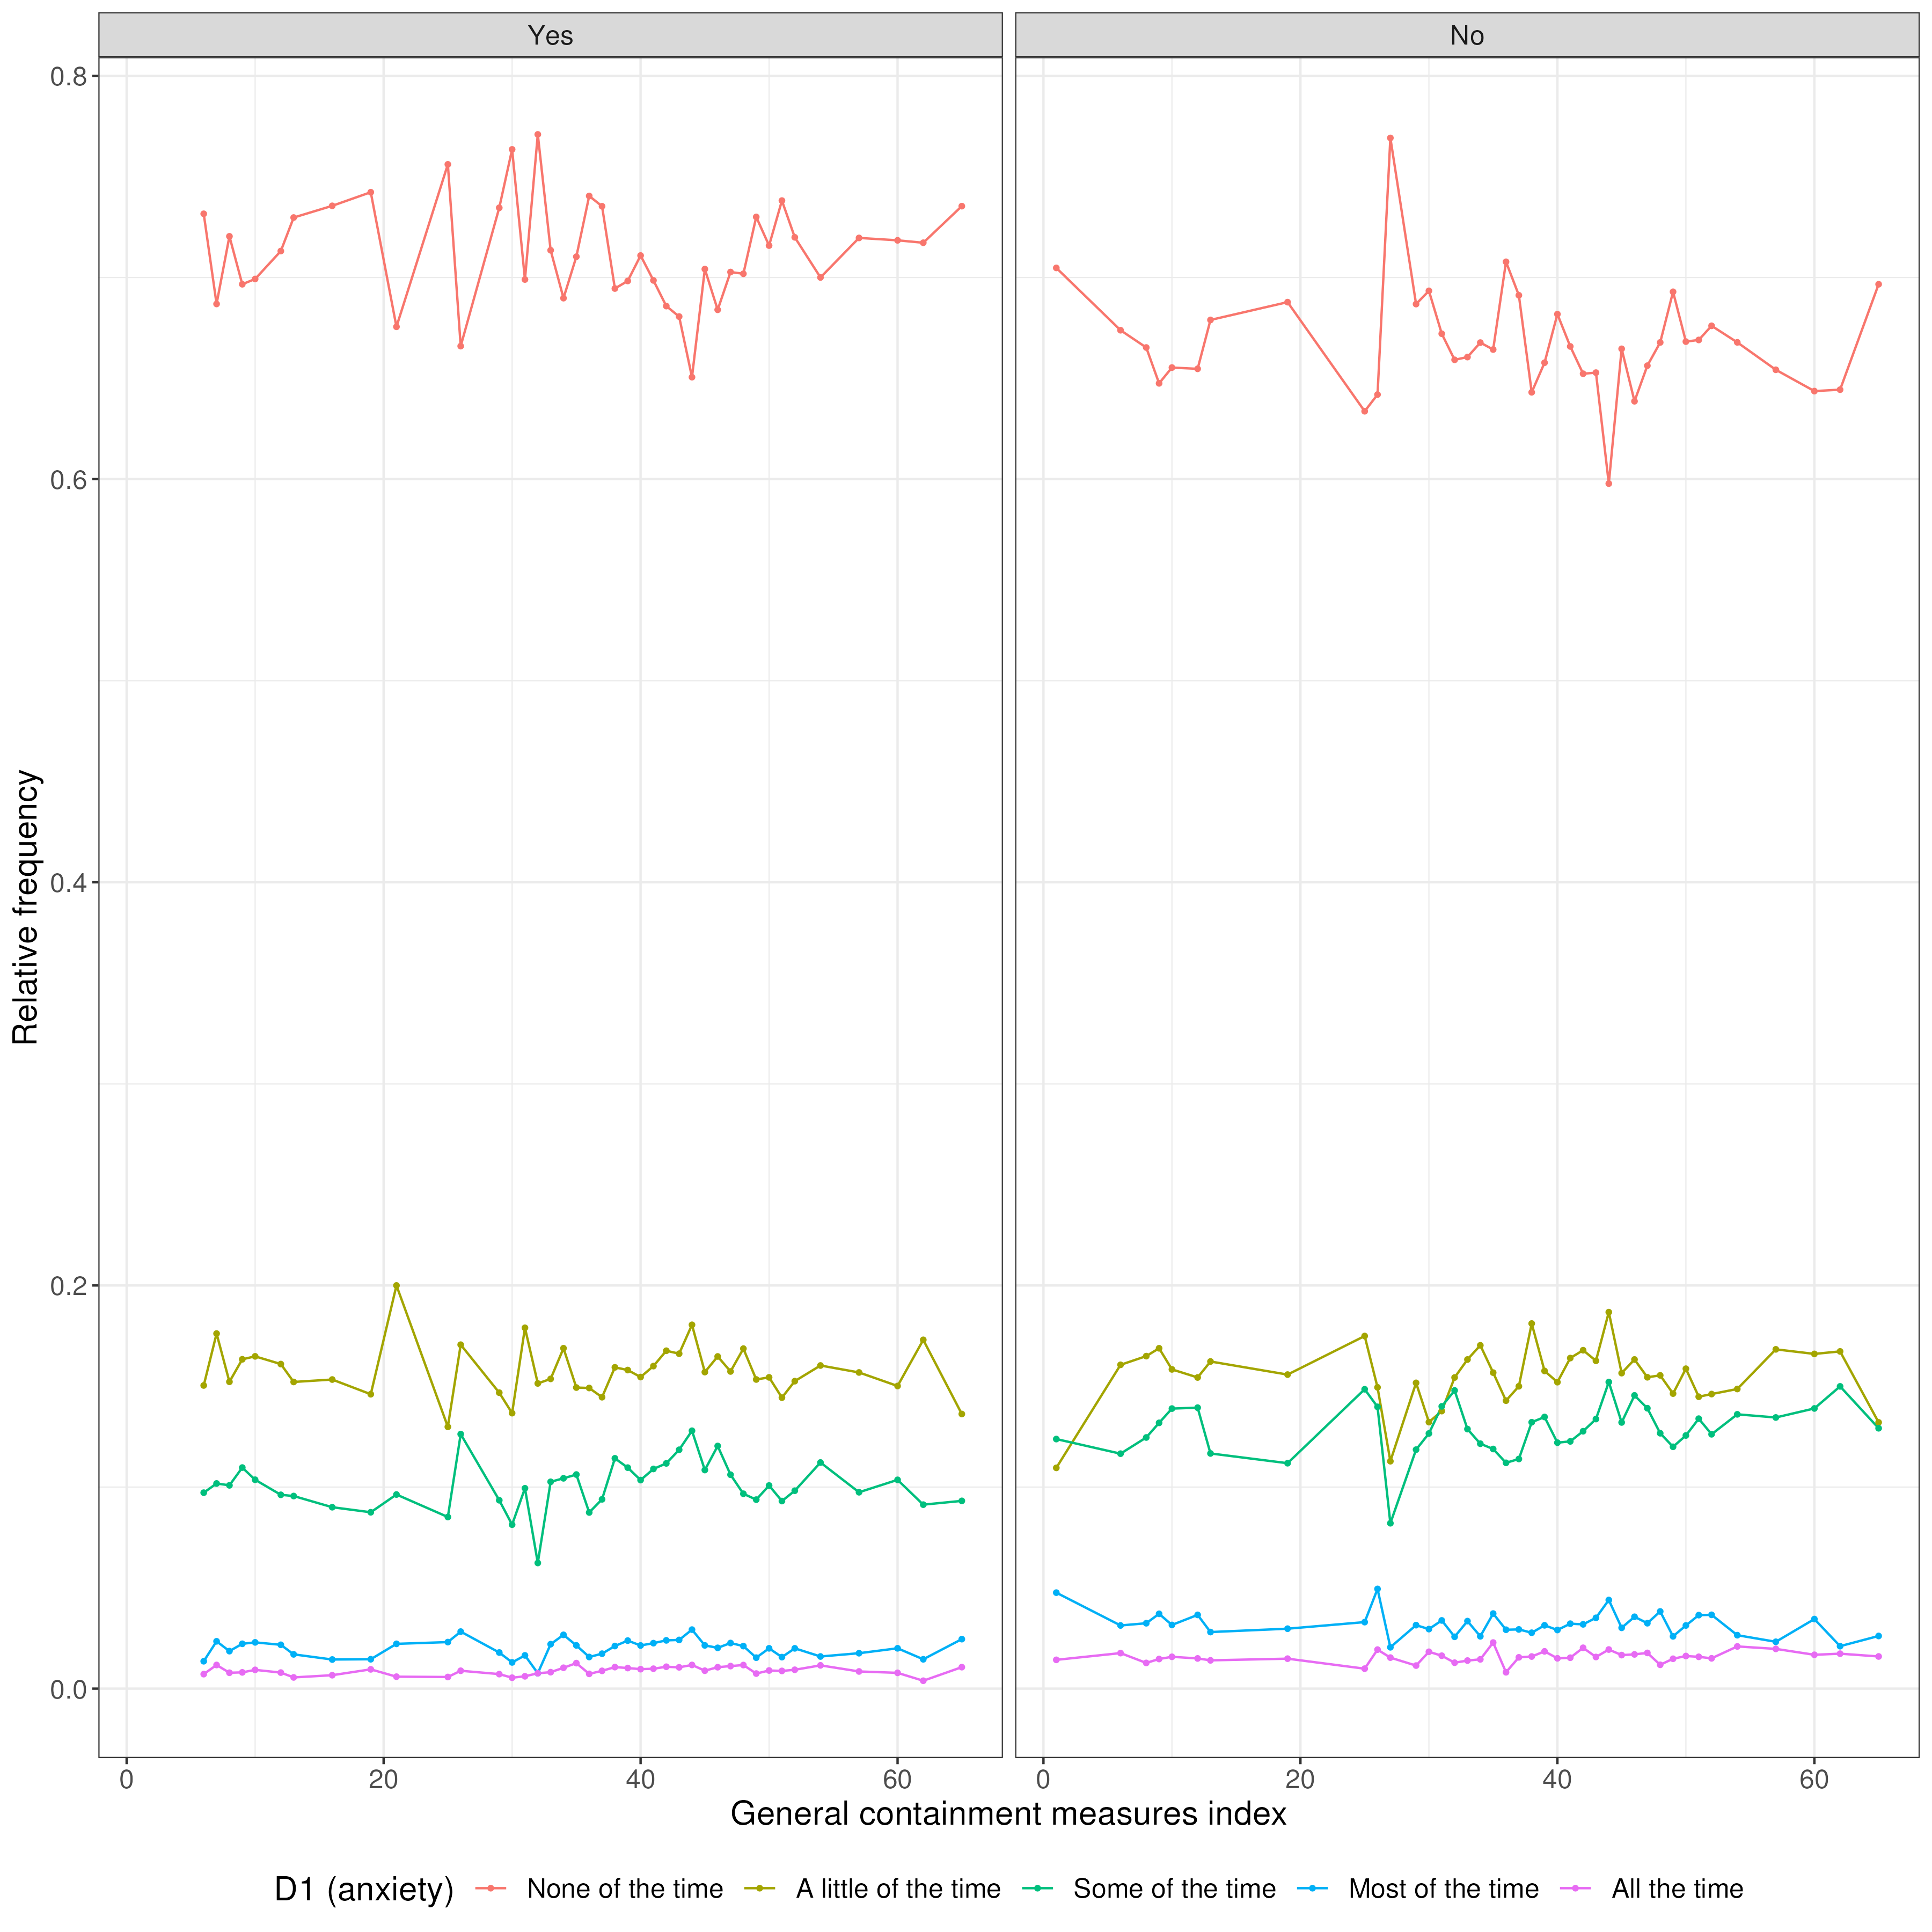 Yes
No
0.8
0.6
0.4
0.2
0.0
Relative frequency
0 20 40 60
0 20 40 60
General containment measures index
D1 (anxiety) None of the time A little of the time Some of the time Most of the time All the time